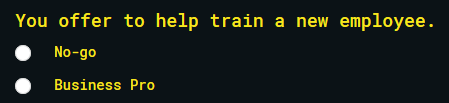 You offer to help train a new employee.
No-go
Business Pro